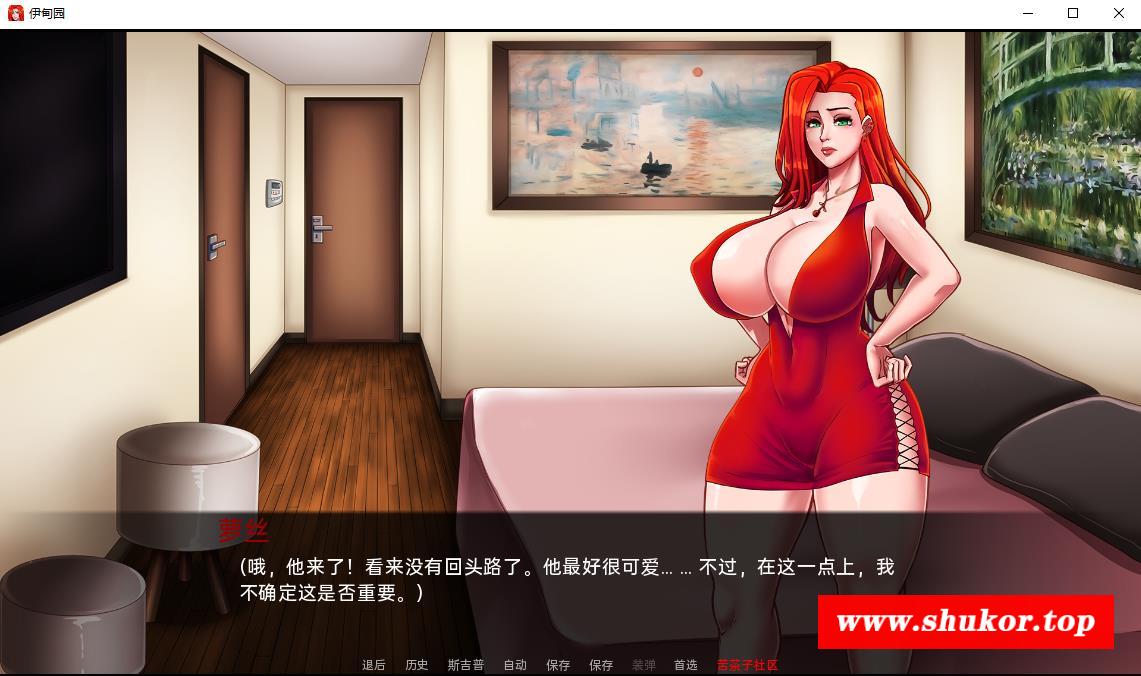 伊甸园
萝丝
(哦，他来了！看来没有回头路了。他最好很可爱... ... 不过，在这一点上，我
不确定这是否重要。)
www.shukor.top
退后 历史 斯吉普 自动 保存 保存 装弹 首选 苦茶子社区